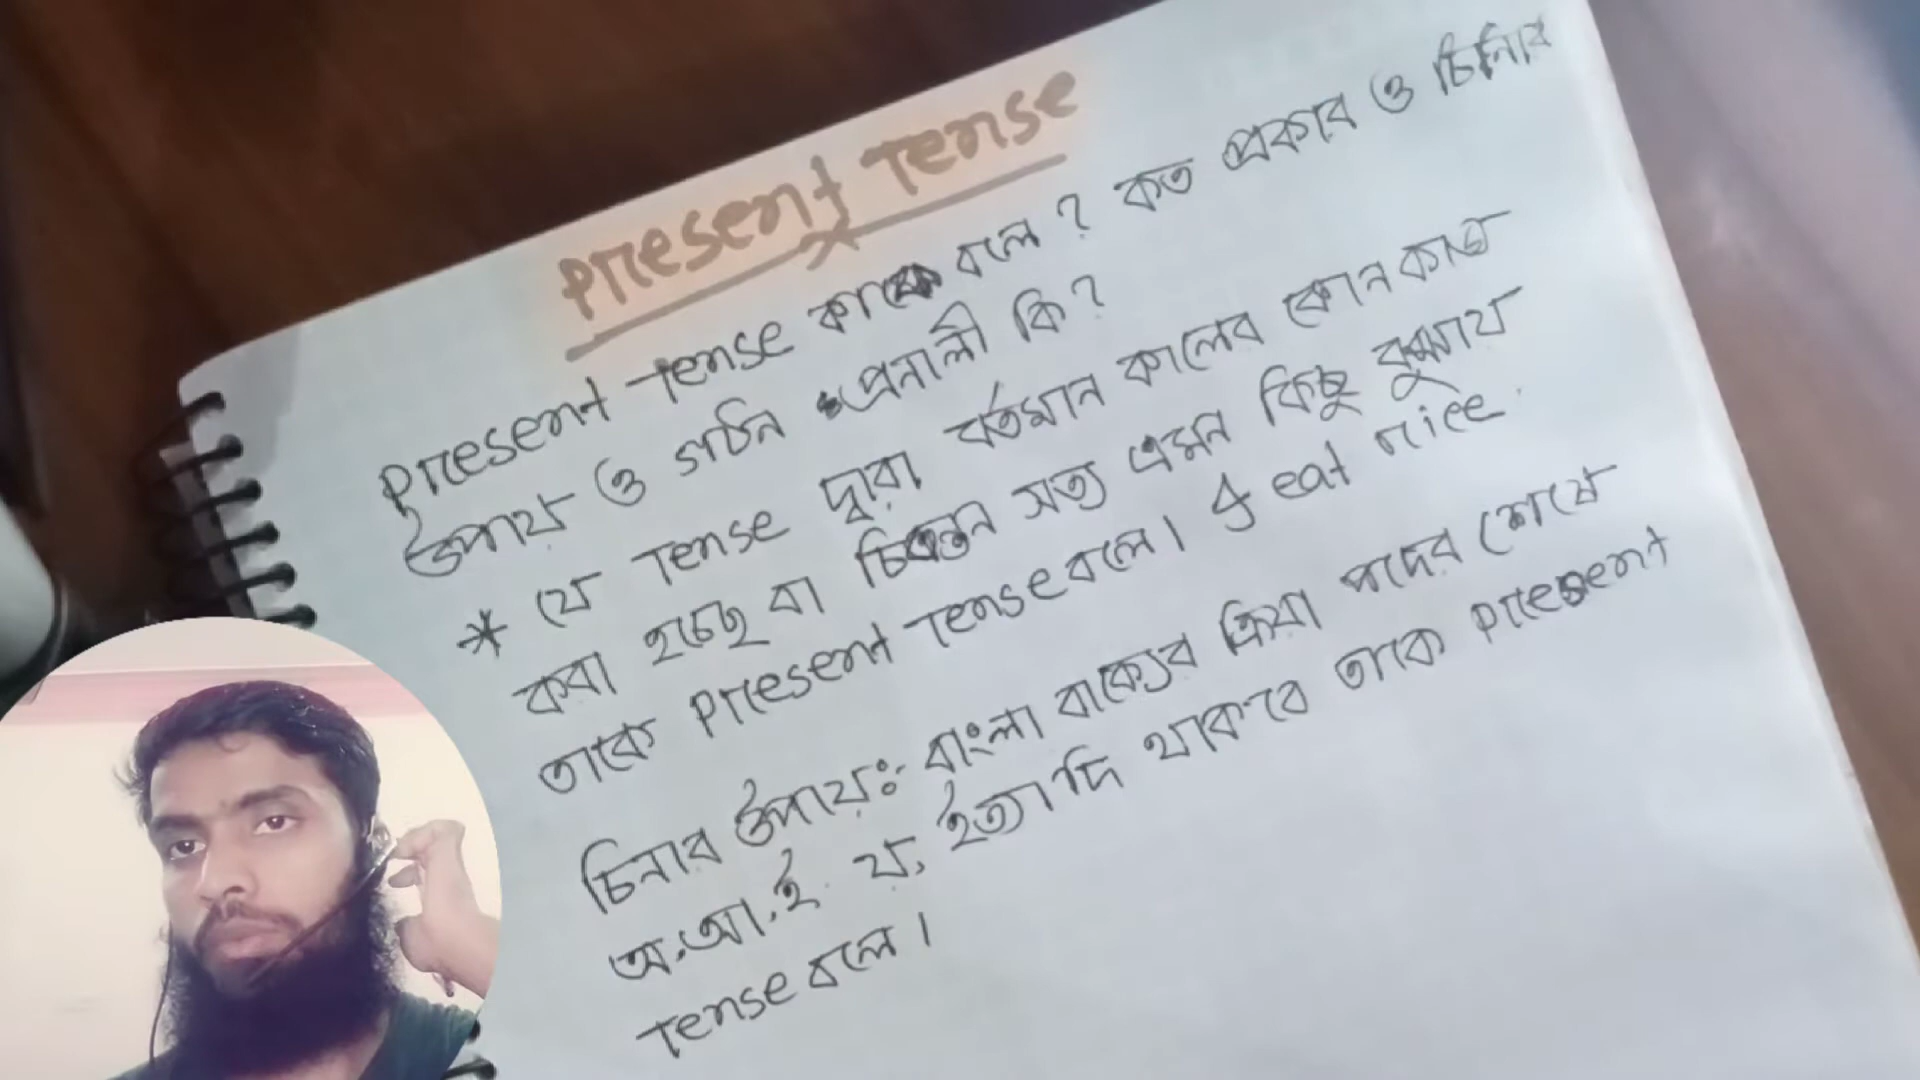 Present Tense
Present Tense কাকে বলে ? কত প্রকার ও চিনার
উপায় ও গঠন প্রনালী কি ?
* যে Tense দ্বারা বর্তমান কালের কোন কাজ
করা হচ্ছে বা চিরন্তন সত্য এমন কিছু বুঝায়
তাকে Present Tense বলে। I eat rice.
চিনার উপায়ঃ- বাংলা বাক্যের ক্রিয়া পদের শেষে
অ. আ. ই. য়, ইত্যাদি থাকবে তাকে Present
Tense বলে।